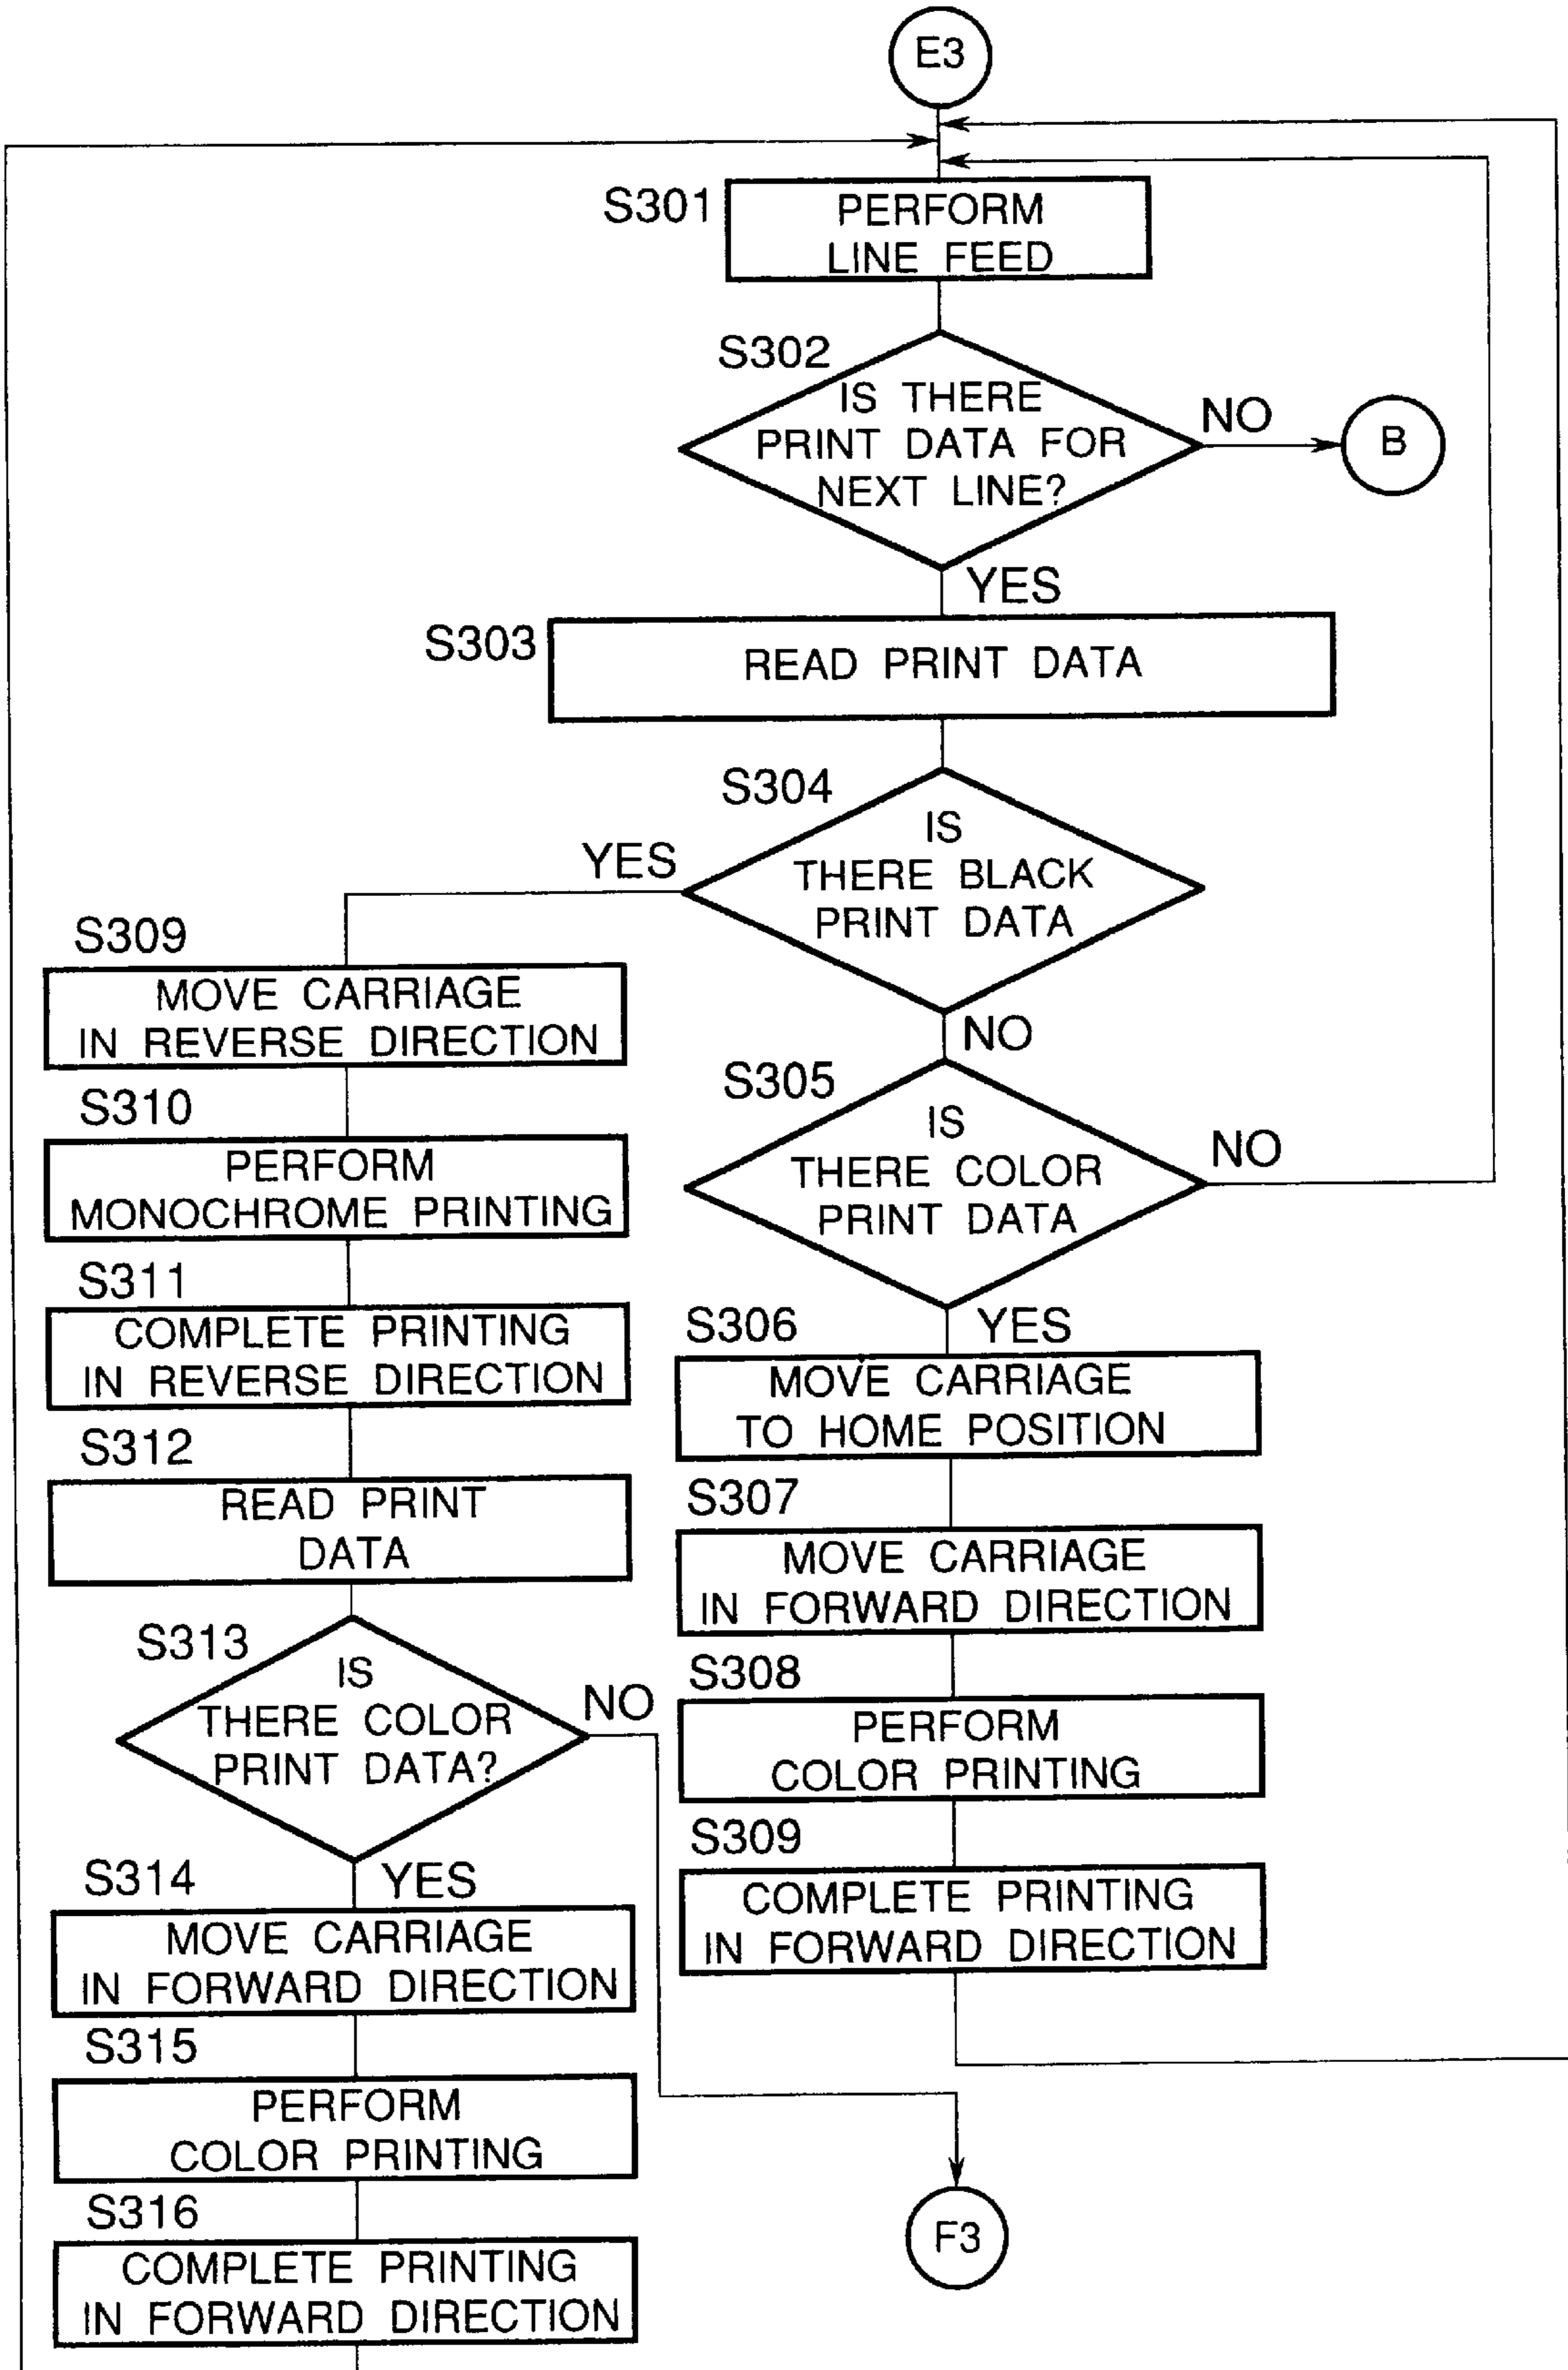 E3
S301
PERFORM
LINE FEED
S302
IS THERE
PRINT DATA FOR
NEXT LINE?
NO
B
YES
S303
READ PRINT DATA
S304
IS
THERE BLACK
PRINT DATA
YES
NO
S305
IS
THERE COLOR
PRINT DATA
NO
YES
S306
MOVE CARRIAGE
TO HOME POSITION
S307
MOVE CARRIAGE
IN FORWARD DIRECTION
S308
PERFORM
COLOR PRINTING
S309
COMPLETE PRINTING
IN FORWARD DIRECTION
S309
MOVE CARRIAGE
IN REVERSE DIRECTION
S310
PERFORM
MONOCHROME PRINTING
S311
COMPLETE PRINTING
IN REVERSE DIRECTION
S312
READ PRINT
DATA
S313
IS
THERE COLOR
PRINT DATA?
NO
YES
S314
MOVE CARRIAGE
IN FORWARD DIRECTION
S315
PERFORM
COLOR PRINTING
S316
COMPLETE PRINTING
IN FORWARD DIRECTION
F3